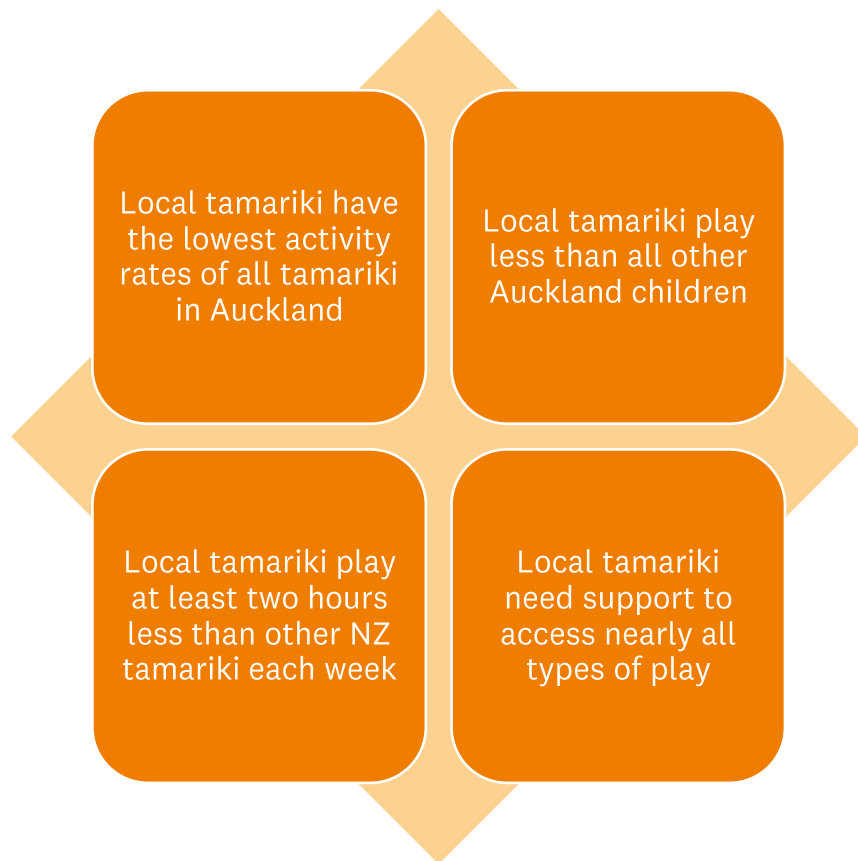 Local tamariki have
the lowest activity
rates of all tamariki
in Auckland
Local tamariki play
less than all other
Auckland children
Local tamariki play
at least two hours
less than other NZ
tamariki each week
Local tamariki
need support to
access nearly all
types of play